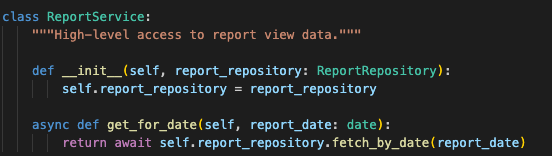 class ReportService:
    """High-level access to report view data."""
    def __init__(self, report_repository: ReportRepository):
        self.report_repository = report_repository
    async def get_for_date(self, report_date: date):
        return await self.report_repository.fetch_by_date(report_date)